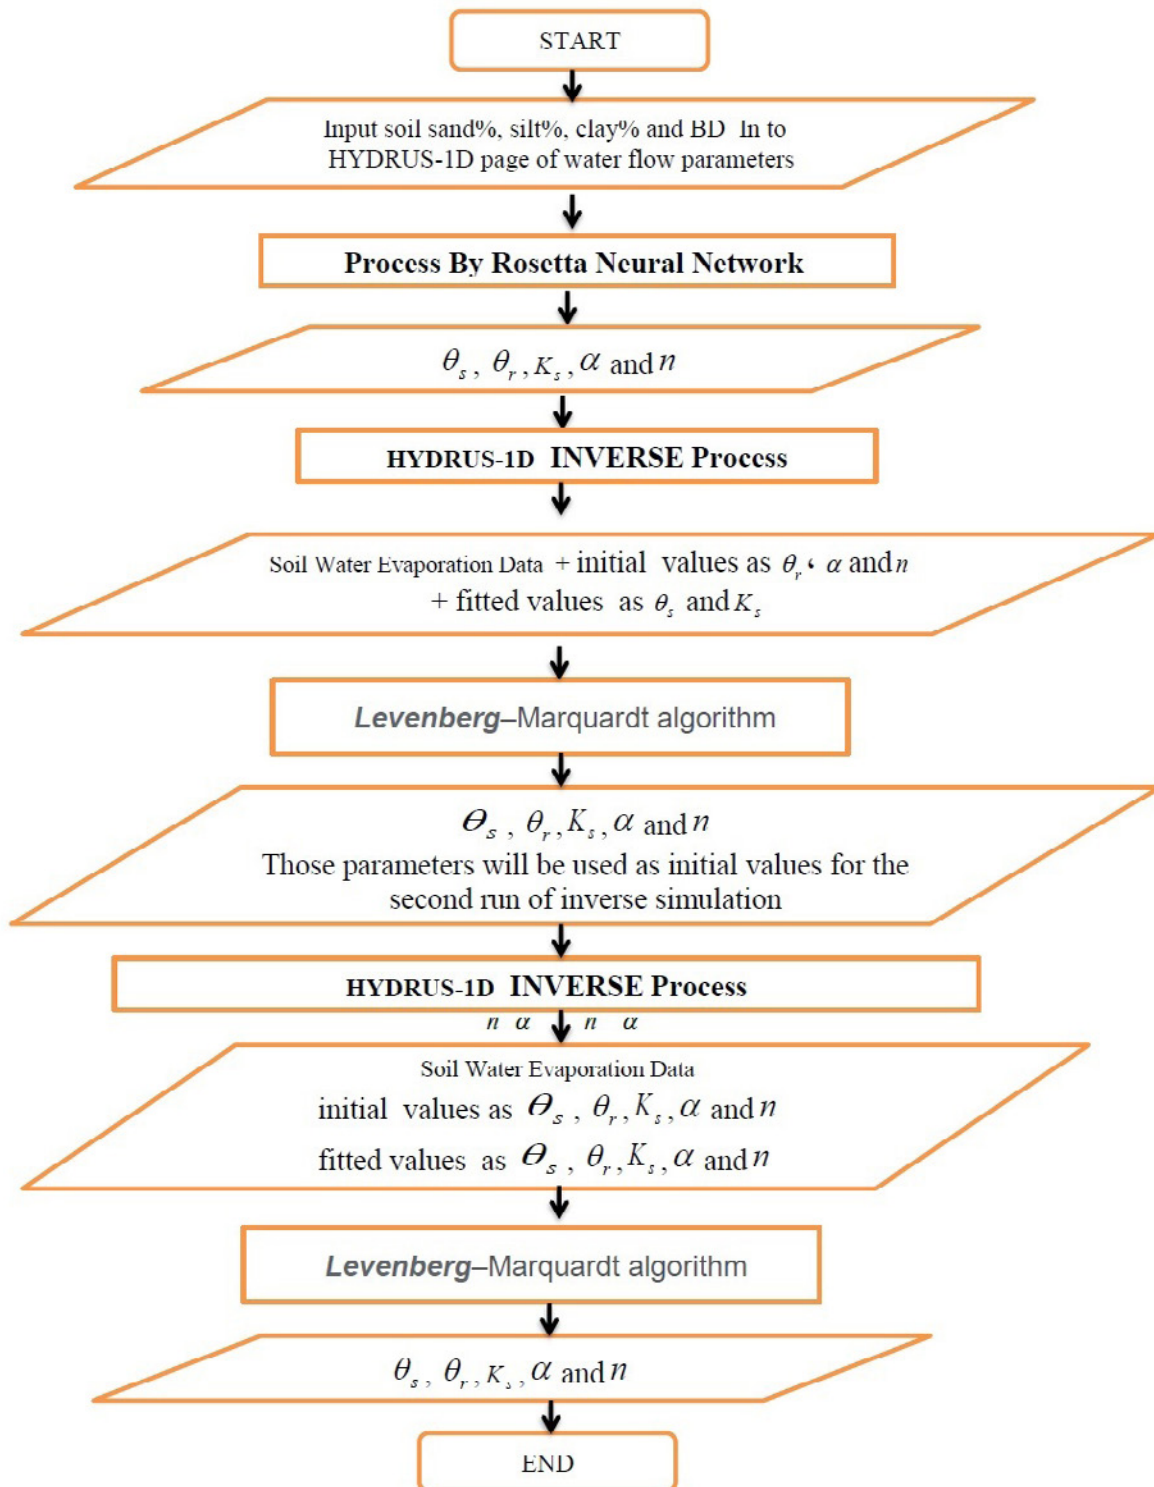 START
Input soil sand%, silt%, clay% and BD In to
HYDRUS-1D page of water flow parameters
Process By Rosetta Neural Network
θs, θr, Ks, α and n
HYDRUS-1D INVERSE Process
Soil Water Evaporation Data + initial values as θr، α and n
+ fitted values as θs and Ks
Levenberg–Marquardt algorithm
Θs, θr, Ks, α and n
Those parameters will be used as initial values for the
second run of inverse simulation
HYDRUS-1D INVERSE Process
n α n α
Soil Water Evaporation Data
initial values as Θs, θr, Ks, α and n
fitted values as Θs, θr, Ks, α and n
Levenberg–Marquardt algorithm
θs, θr, Ks, α and n
END